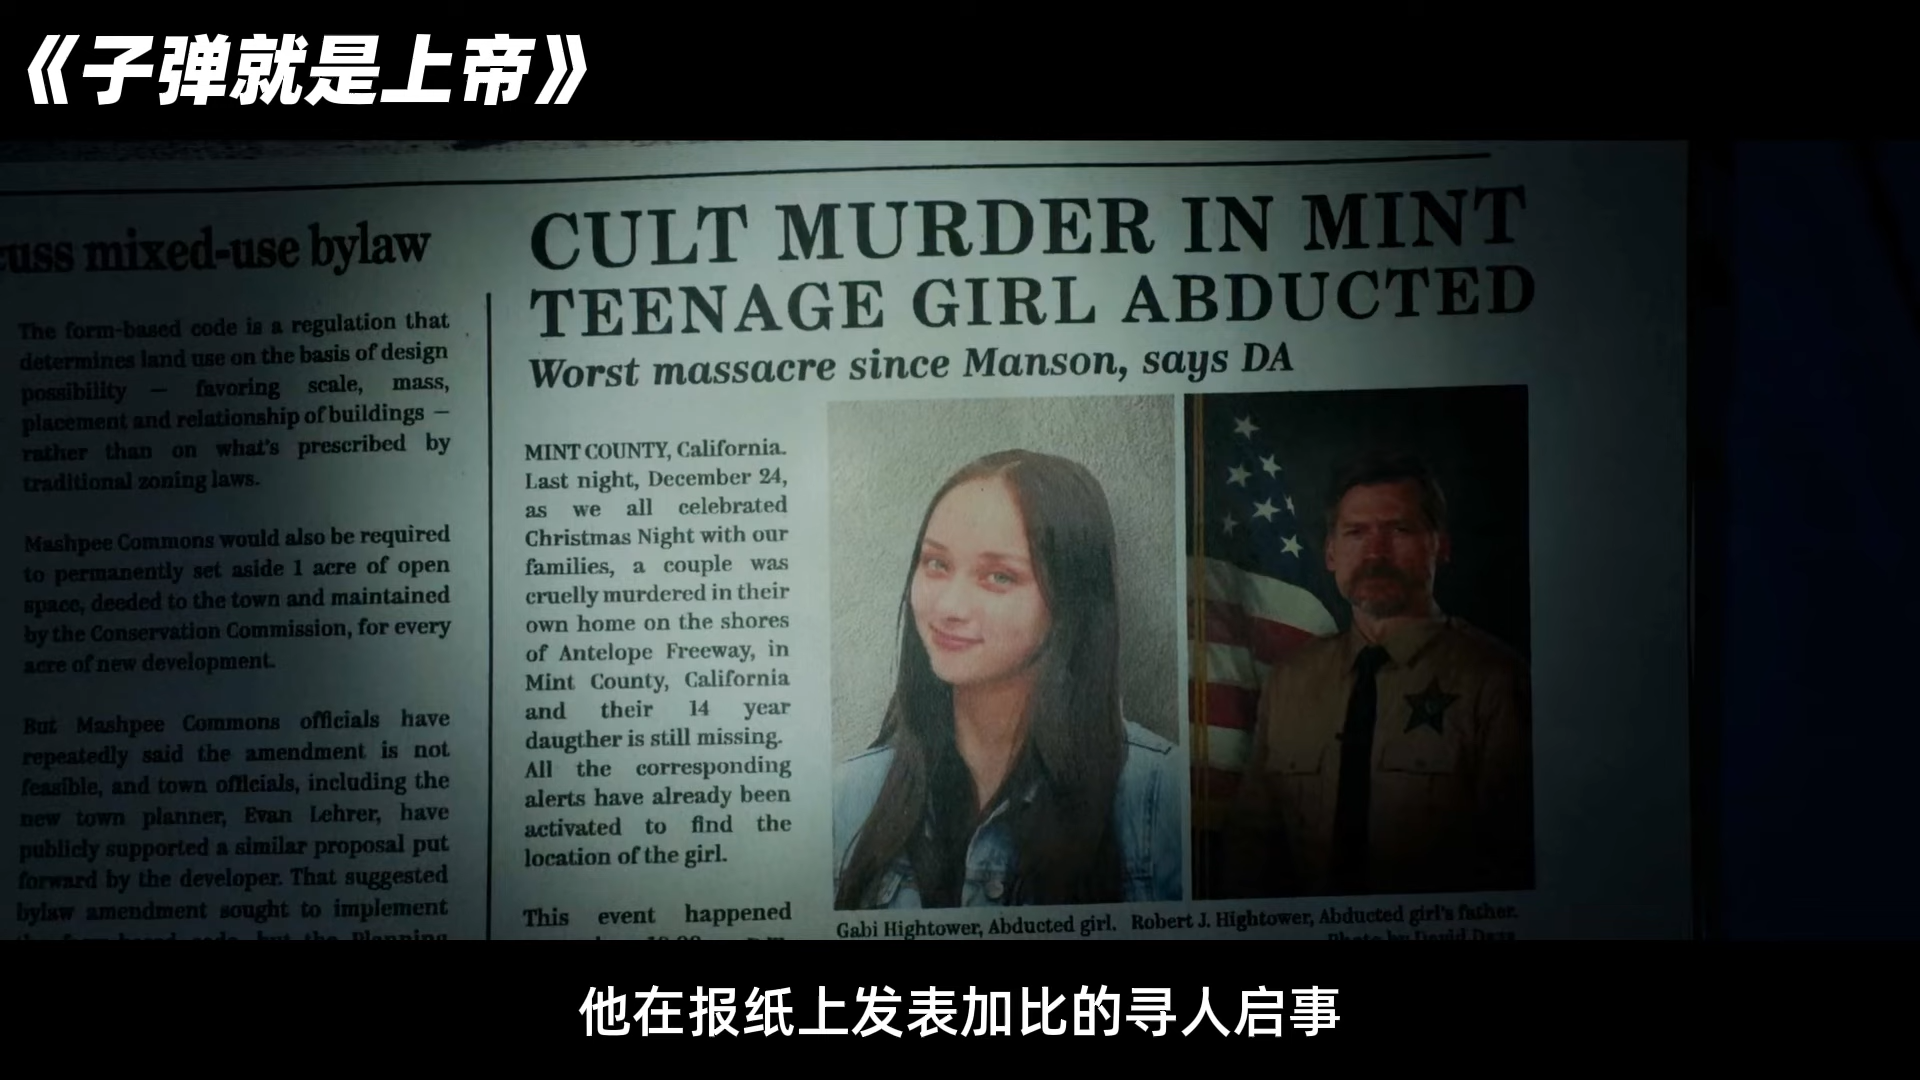 《子弹就是上帝》
uss mixed-use bylaw
The form-based code is a regulation that
determines land use on the basis of design
possibility — favoring scale, mass,
placement and relationship of buildings —
rather than on what's prescribed by
traditional zoning laws.
Mashpee Commons would also be required
to permanently set aside 1 acre of open
space, deeded to the town and maintained
by the Conservation Commission, for every
acre of new development.
But Mashpee Commons officials have
repeatedly said the amendment is not
feasible, and town officials, including the
new town planner, Evan Lehrer, have
publicly supported a similar proposal put
forward by the developer. That suggested
bylaw amendment sought to implement
CULT MURDER IN MINT
TEENAGE GIRL ABDUCTED
Worst massacre since Manson, says DA
MINT COUNTY, California.
Last night, December 24,
as we all celebrated
Christmas Night with our
families, a couple was
cruelly murdered in their
own home on the shores
of Antelope Freeway, in
Mint County, California
and their 14 year
daugther is still missing.
All the corresponding
alerts have already been
activated to find the
location of the girl.
This event happened
Gabi Hightower, Abducted girl.
Robert J. Hightower, Abducted girl's father.
他在报纸上发表加比的寻人启事